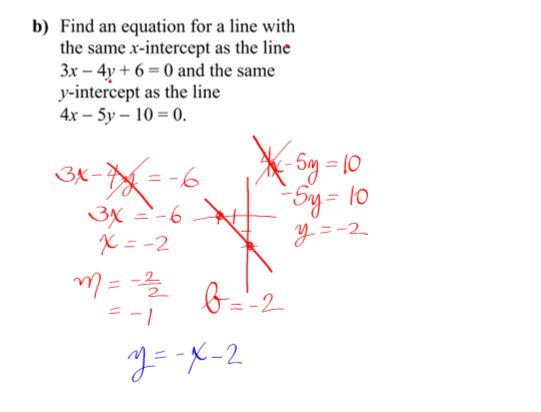 b) Find an equation for a line with
the same x-intercept as the line
3x – 4y + 6 = 0 and the same
y-intercept as the line
4x – 5y – 10 = 0.
3x - 4y = -6
3x = -6
x = -2
4x - 5y = 10
-5y = 10
y = -2
m = -2/2
= -1
b = -2
y = -x - 2